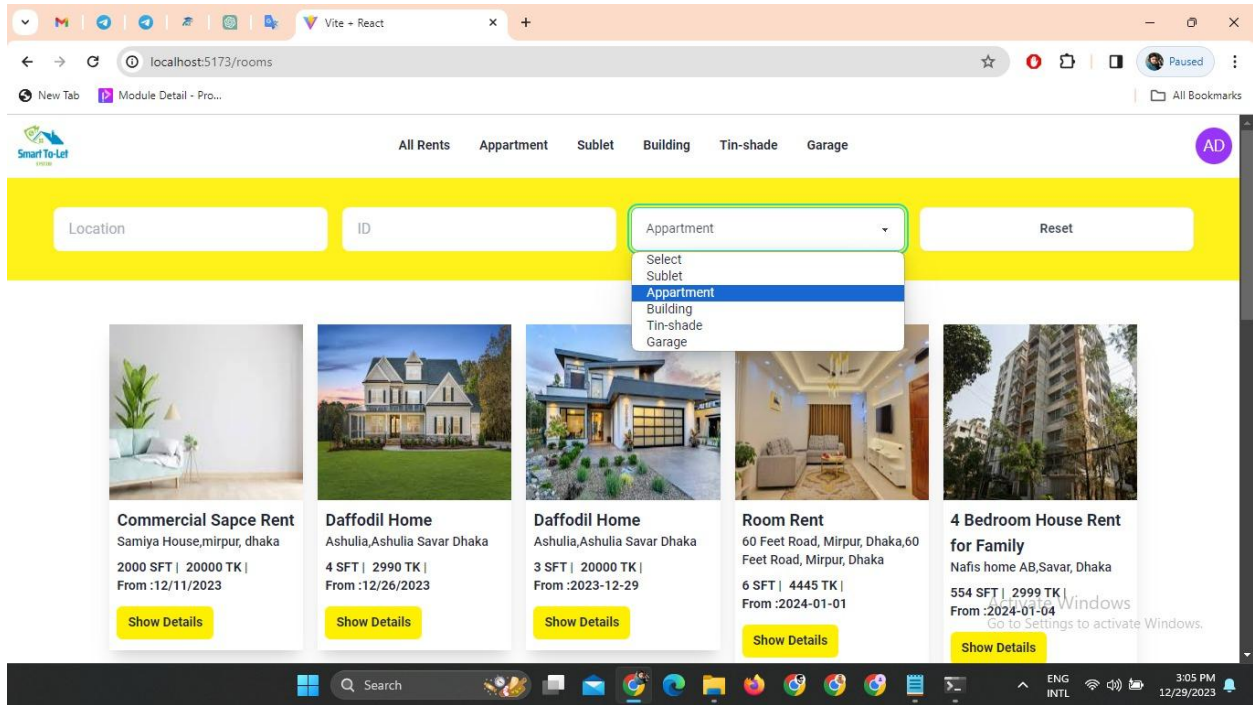 Vite + React
localhost:5173/rooms
Paused
New Tab
Module Detail - Pro...
All Bookmarks
Smart To-Let
All Rents Appartment Sublet Building Tin-shade Garage
AD
Location ID Appartment Reset
Select
Sublet
Appartment
Building
Tin-shade
Garage
Commercial Sapce Rent
Samiya House,mirpur, dhaka
2000 SFT | 20000 TK |
From :12/11/2023
Show Details
Daffodil Home
Ashulia,Ashulia Savar Dhaka
4 SFT | 2990 TK |
From :12/26/2023
Show Details
Daffodil Home
Ashulia,Ashulia Savar Dhaka
3 SFT | 20000 TK |
From :2023-12-29
Show Details
Room Rent
60 Feet Road, Mirpur, Dhaka,60
Feet Road, Mirpur, Dhaka
6 SFT | 4445 TK |
From :2024-01-01
Show Details
4 Bedroom House Rent
for Family
Nafis home AB,Savar, Dhaka
554 SFT | 2999 TK |
From :2024-01-04
Show Details
Activate Windows
Go to Settings to activate Windows.
Search
ENG
INTL
3:05 PM
12/29/2023